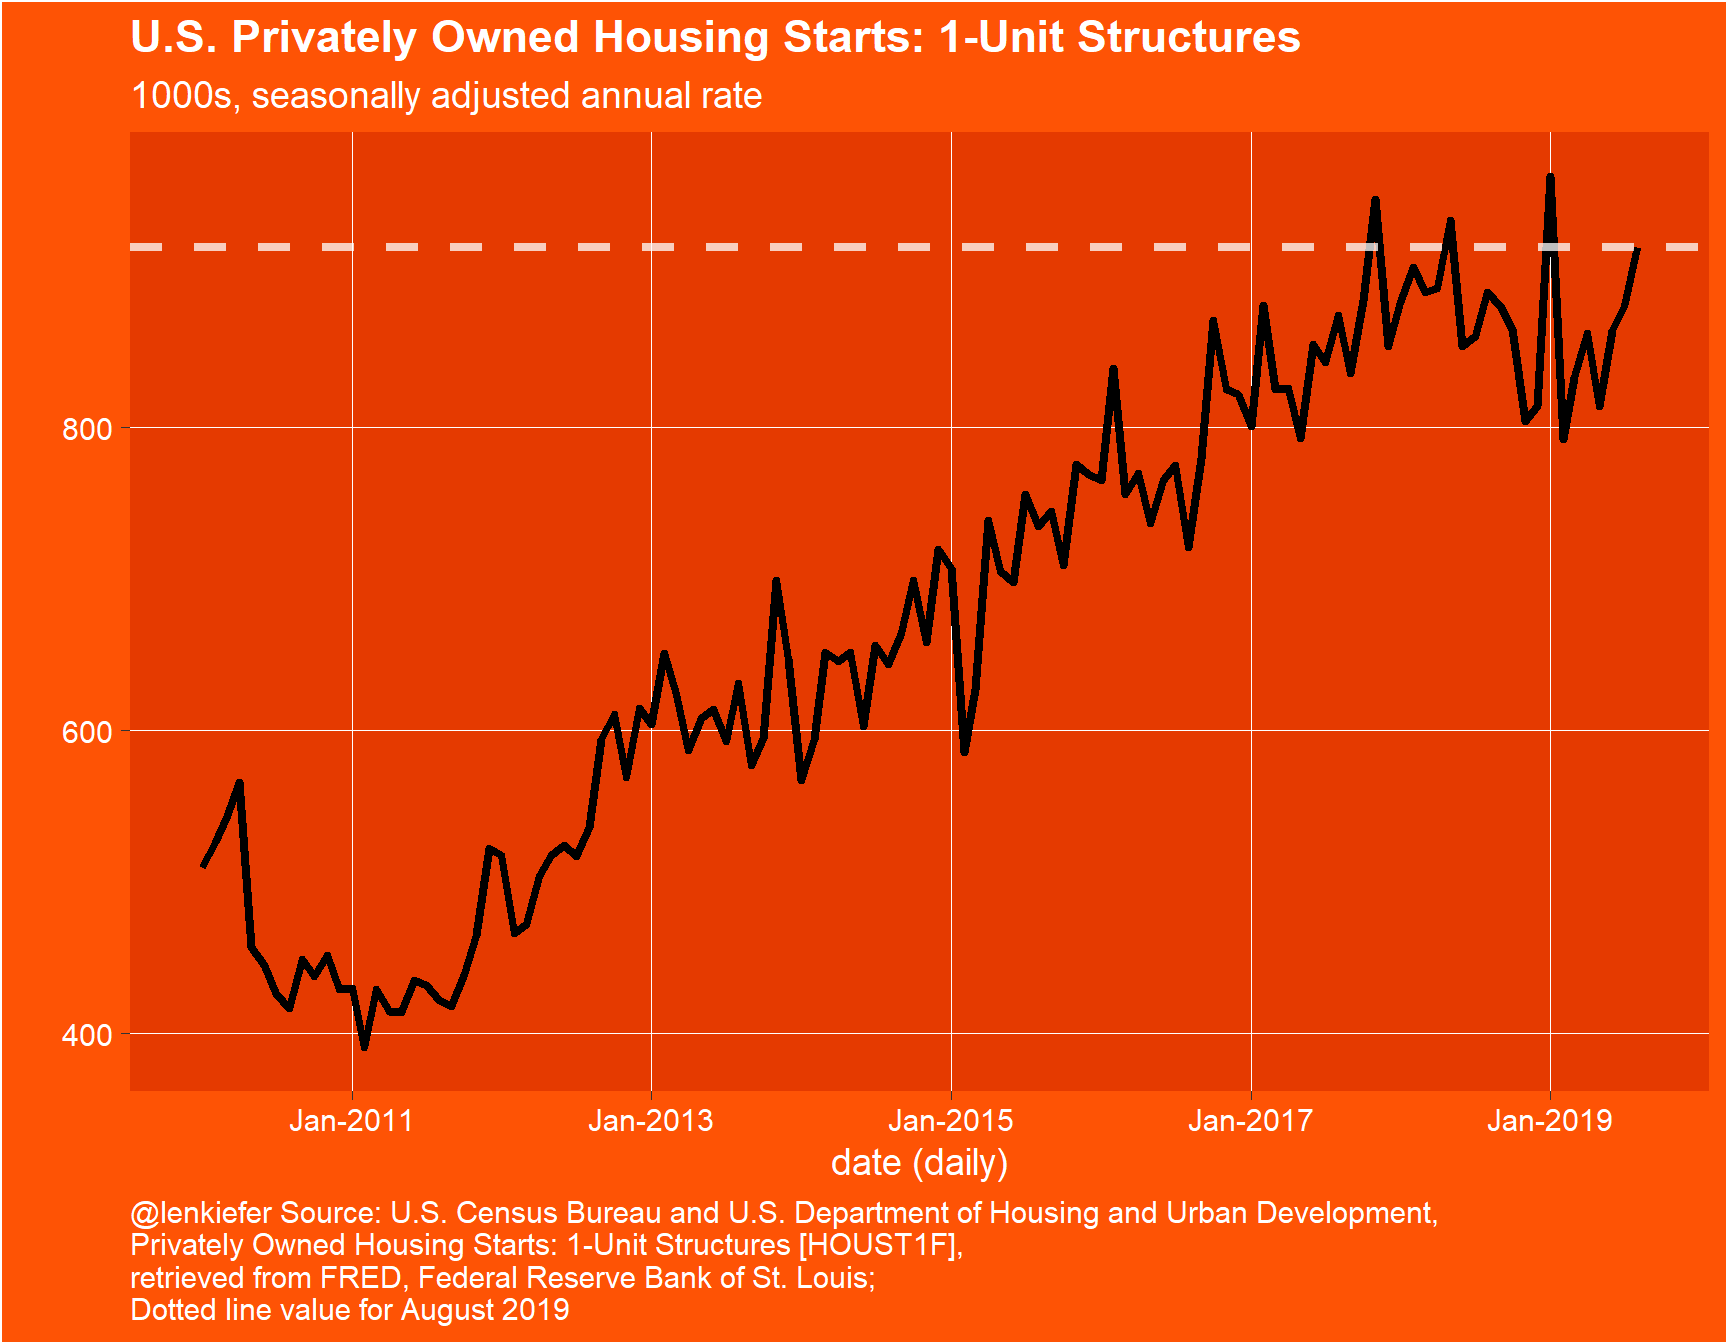 U.S. Privately Owned Housing Starts: 1-Unit Structures
1000s, seasonally adjusted annual rate
800
600
400
Jan-2011 Jan-2013 Jan-2015 Jan-2017 Jan-2019
date (daily)
@lenkiefer Source: U.S. Census Bureau and U.S. Department of Housing and Urban Development,
Privately Owned Housing Starts: 1-Unit Structures [HOUST1F],
retrieved from FRED, Federal Reserve Bank of St. Louis;
Dotted line value for August 2019